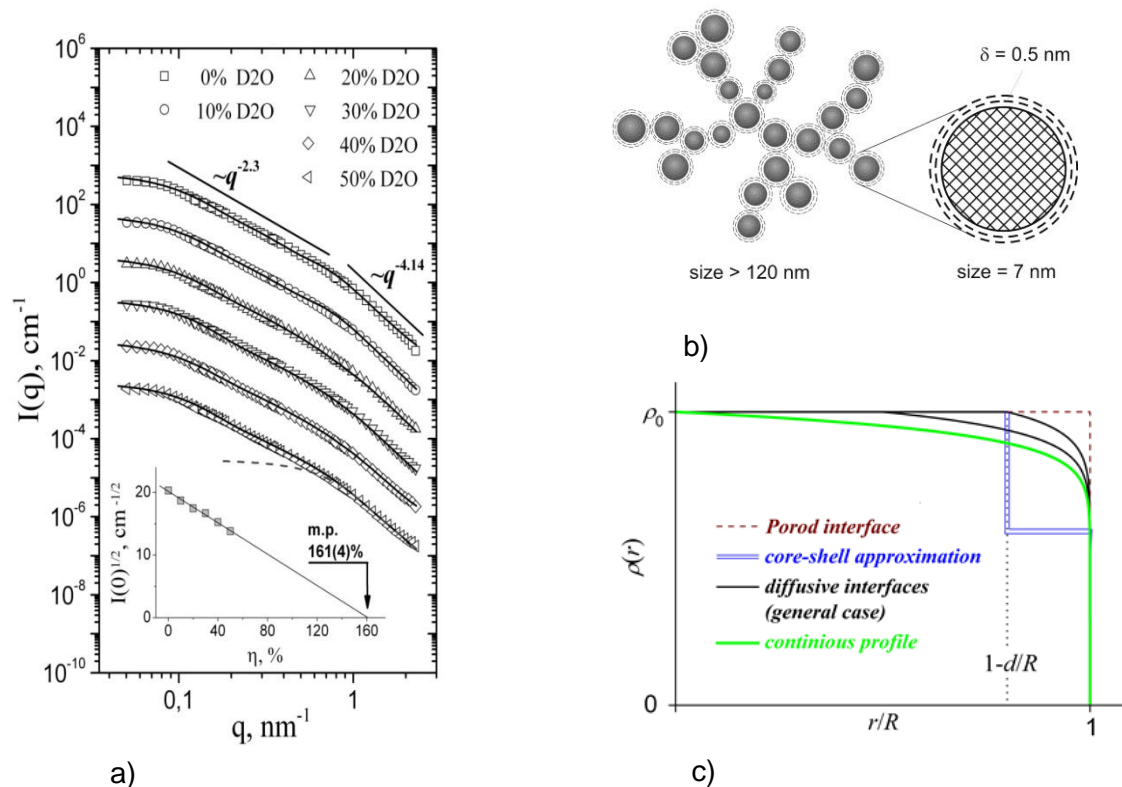 10^6
10^4
10^2
10^0
10^-2
10^-4
10^-6
10^-8
10^-10
I(q), cm^-1
0% D2O
10% D2O
20% D2O
30% D2O
40% D2O
50% D2O
~q^-2.3
~q^-4.14
I(0)^1/2, cm^-1/2
20
10
0
m.p.
161(4)%
0 40 80 120 160
η, %
0,1 1
q, nm^-1
a)
δ = 0.5 nm
size > 120 nm
size = 7 nm
b)
ρ0
ρ(r)
0
Porod interface
core-shell approximation
diffusive interfaces
(general case)
continious profile
1-d/R
r/R
1
c)